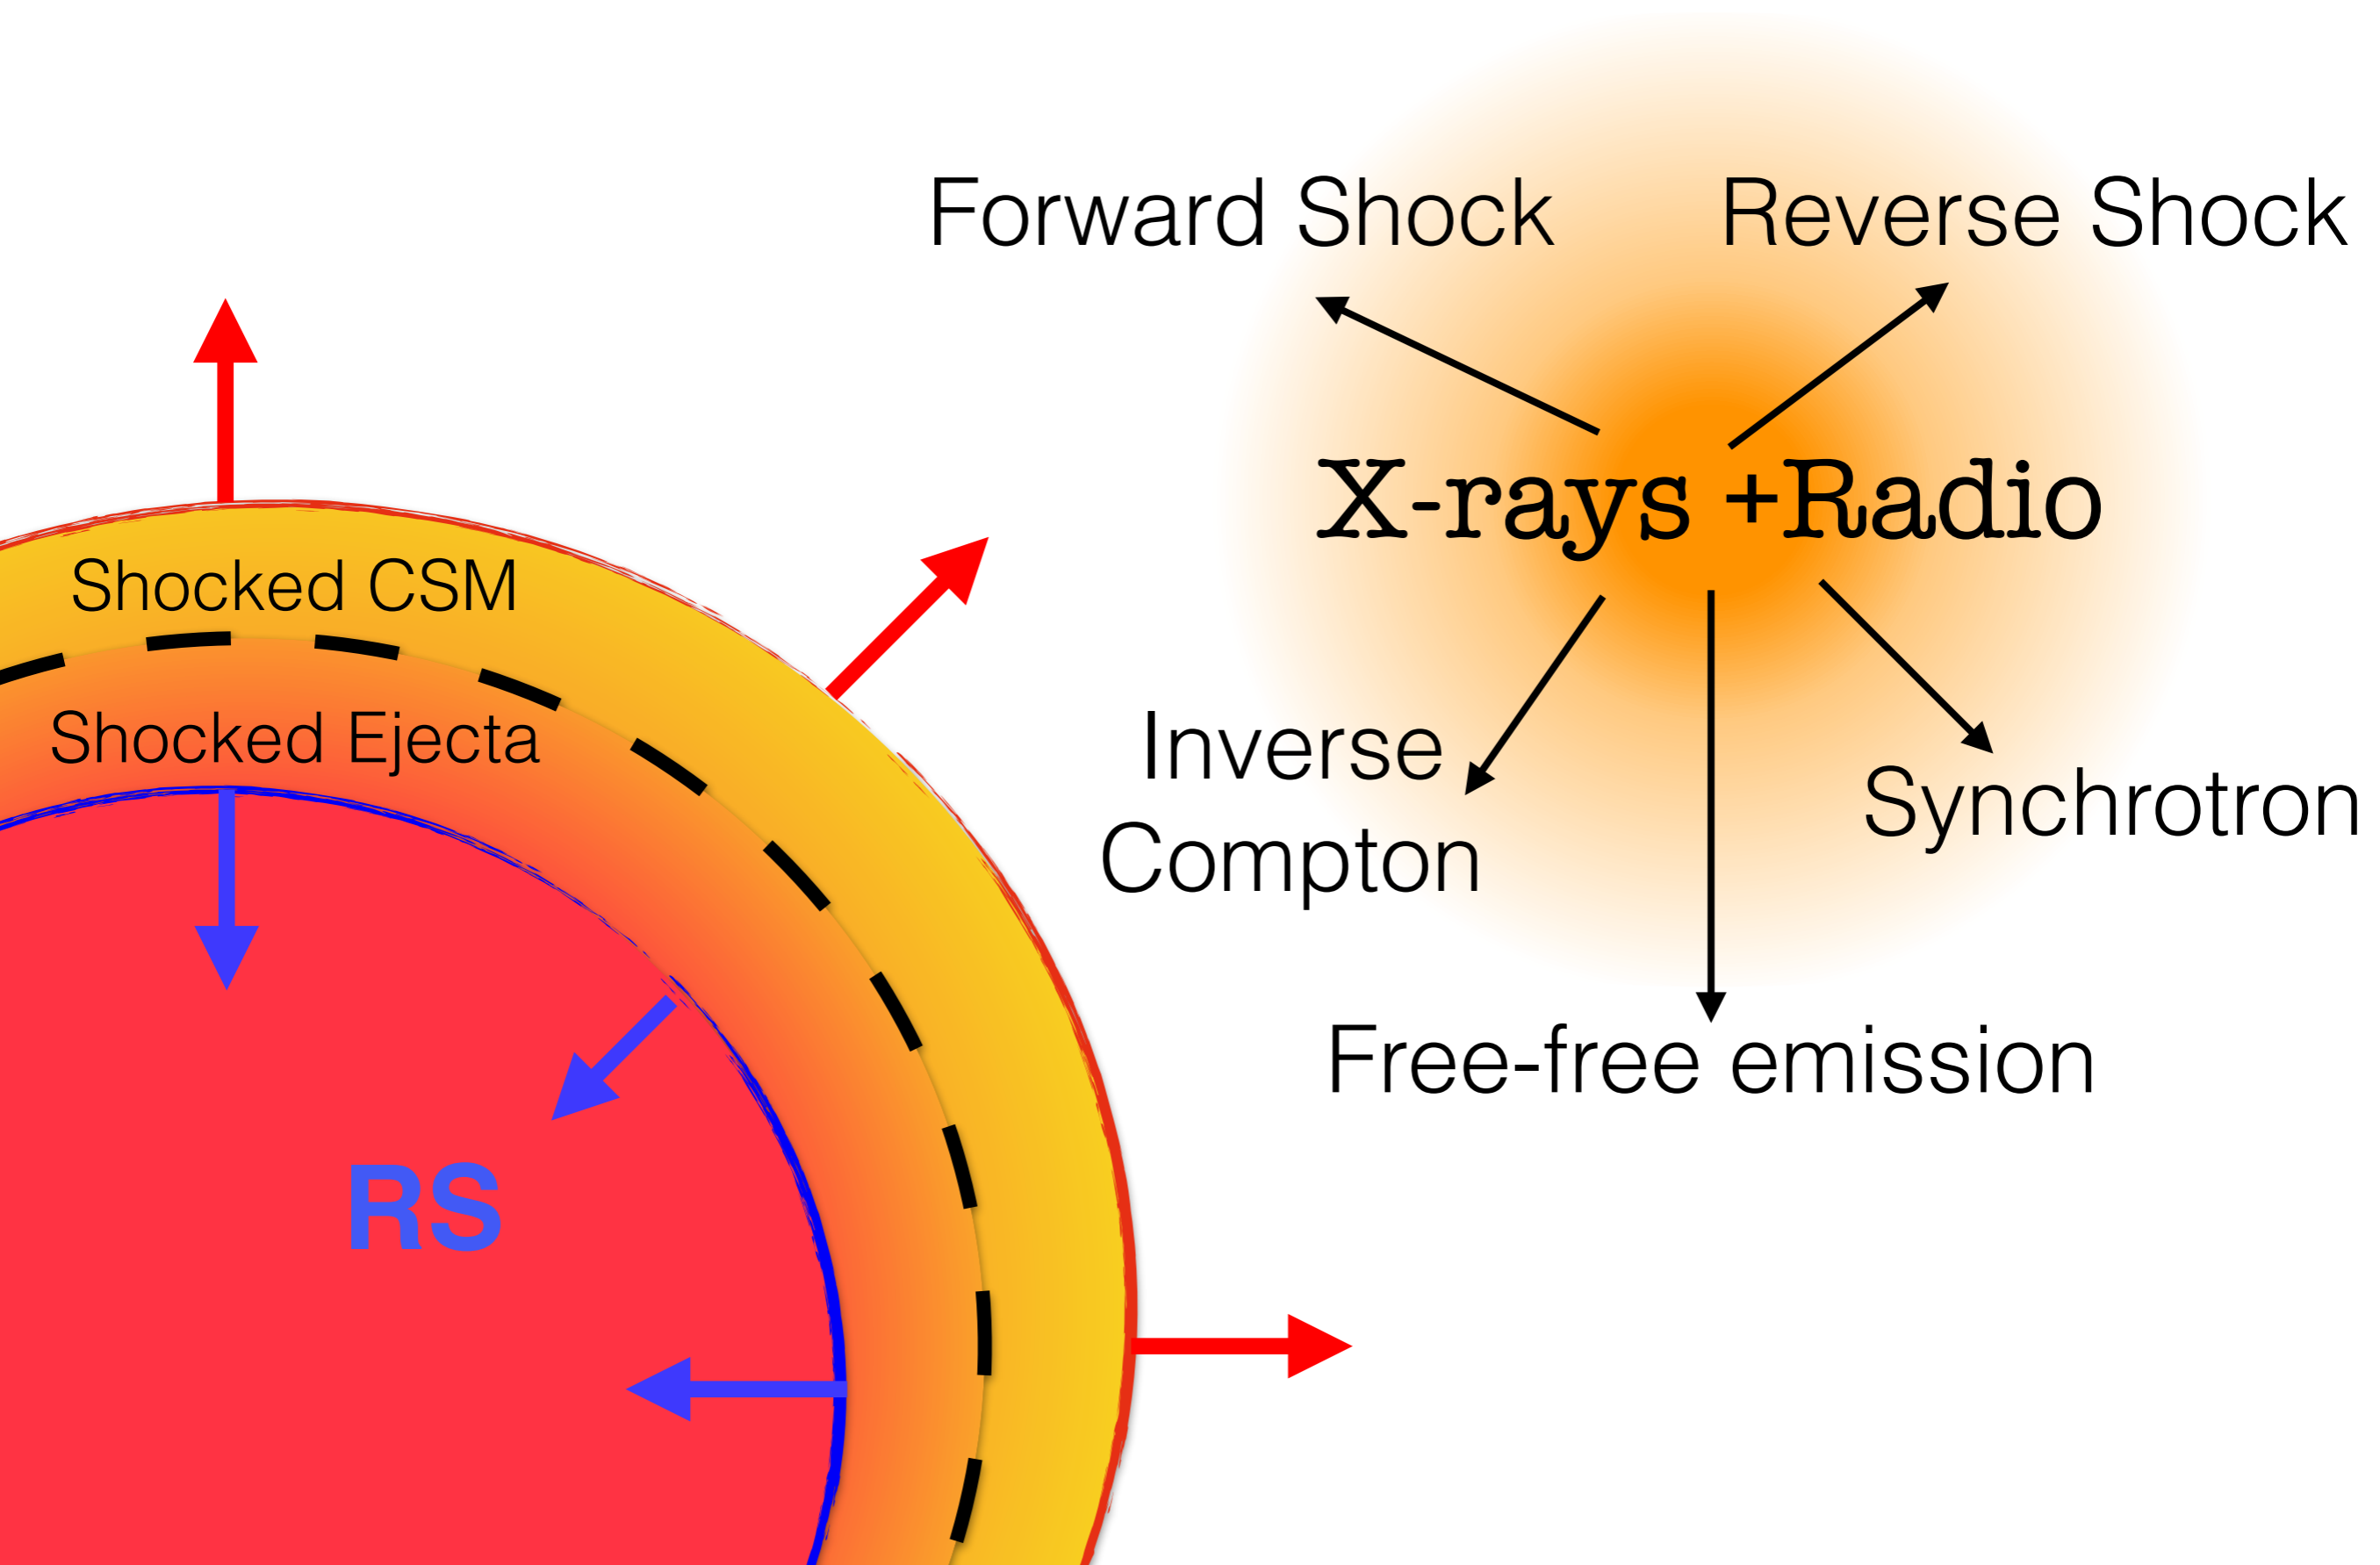 Forward Shock
Reverse Shock
X-rays +Radio
Shocked CSM
Shocked Ejecta
Inverse
Compton
Synchrotron
Free-free emission
RS